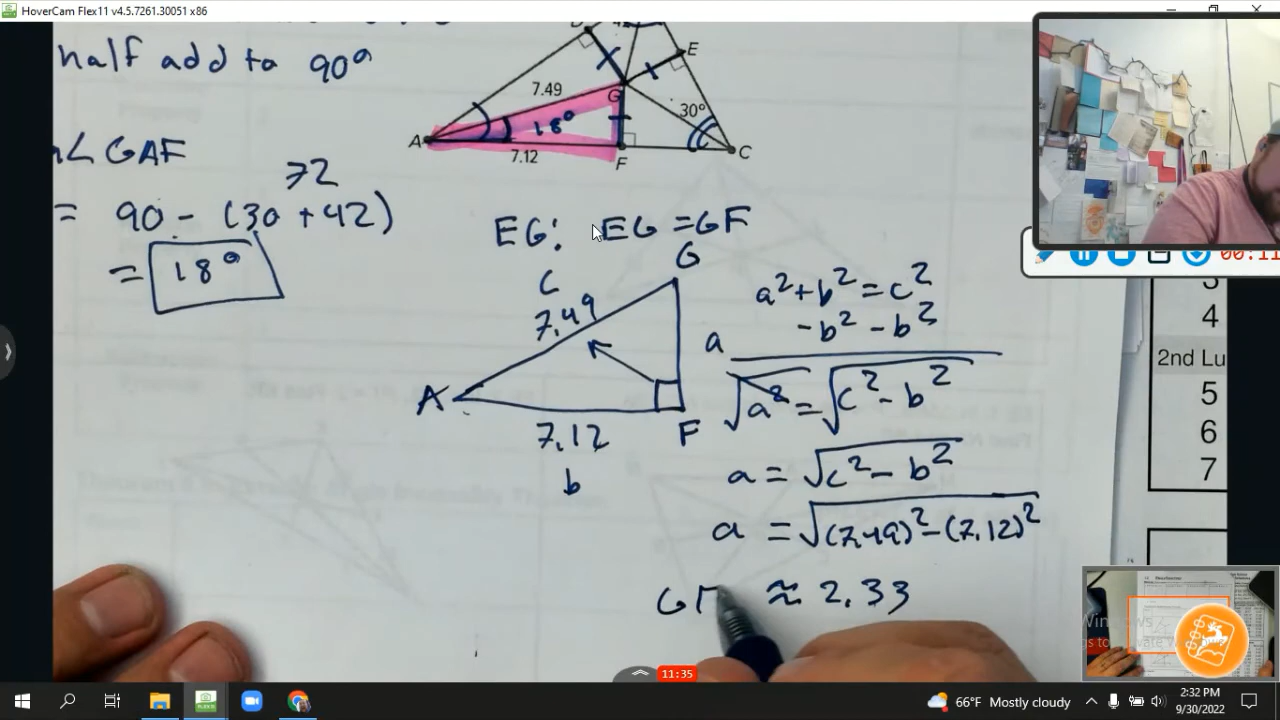 HoverCam Flex11 v4.5.7261.30051 x86
half add to 90°
E
7.49
G
30°
18°
A
7.12
F
C
∠ GAF
72
= 90 - (30 + 42)
= 18°
EG: EG = GF
G
C
7.49
a² + b² = c²
- b² - b²
a
√a² = √c² - b²
A
7.12
F
b
a = √c² - b²
a = √(7.49)² - (7.12)²
≈ 2.33
00:11
3
4
2nd Lu
5
6
7
Windows
11:35
66°F Mostly cloudy
2:32 PM
9/30/2022